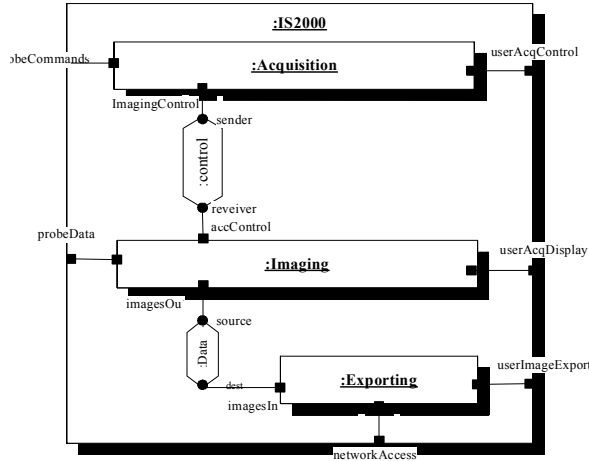 :IS2000
userAcqControl
obeCommands
:Acquisition
ImagingControl
sender
:control
reveiver
accControl
probeData
userAcqDisplay
:Imaging
imagesOu
source
:Data
userImageExport
:Exporting
dest
imagesIn
networkAccess